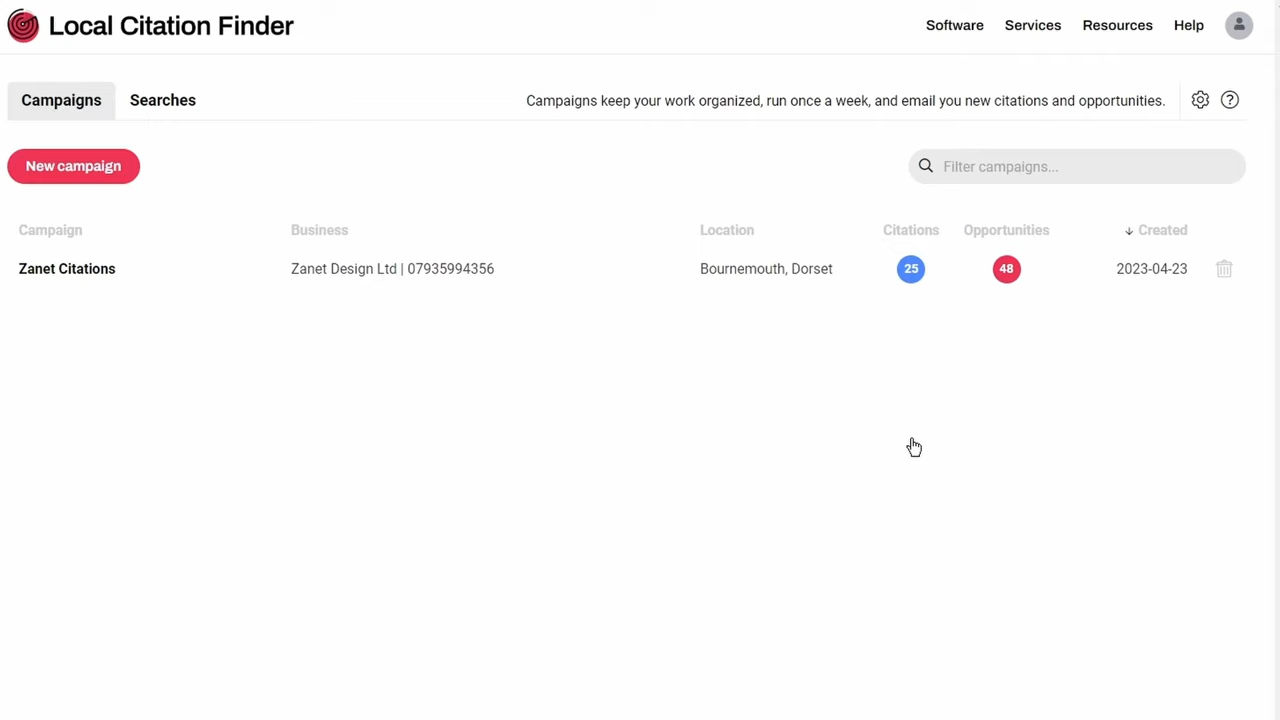 Local Citation Finder
Software Services Resources Help
Campaigns Searches Campaigns keep your work organized, run once a week, and email you new citations and opportunities.
New campaign Filter campaigns...
Campaign Business Location Citations Opportunities Created
Zanet Citations Zanet Design Ltd | 07935994356 Bournemouth, Dorset 25 48 2023-04-23